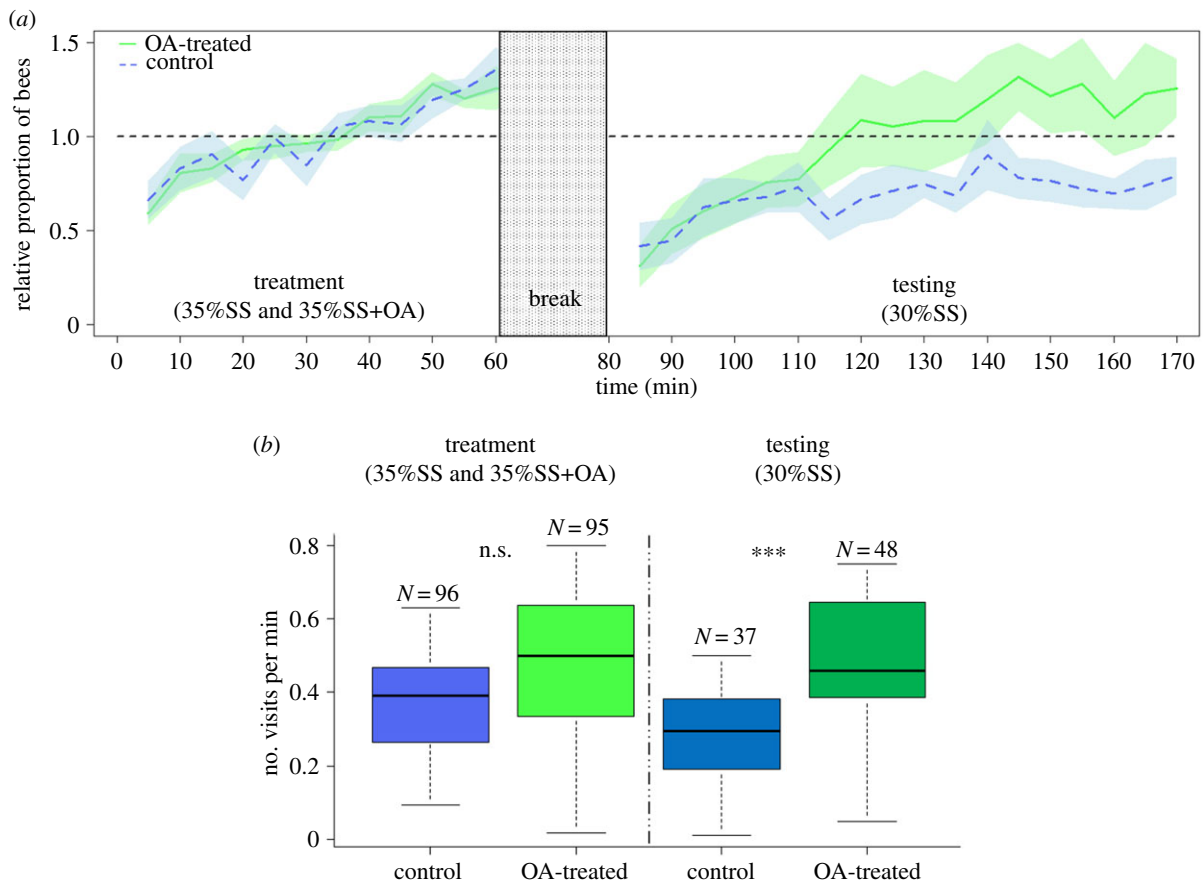 (a)
1.5
1.0
0.5
0
relative proportion of bees
OA-treated
control
treatment
(35%SS and 35%SS+OA)
break
testing
(30%SS)
0 10 20 30 40 50 60 80 90 100 110 120 130 140 150 160 170
time (min)
(b)
treatment
(35%SS and 35%SS+OA)
testing
(30%SS)
0.8
0.6
0.4
0.2
0
no. visits per min
N = 96
n.s.
N = 95
N = 37
***
N = 48
control OA-treated control OA-treated